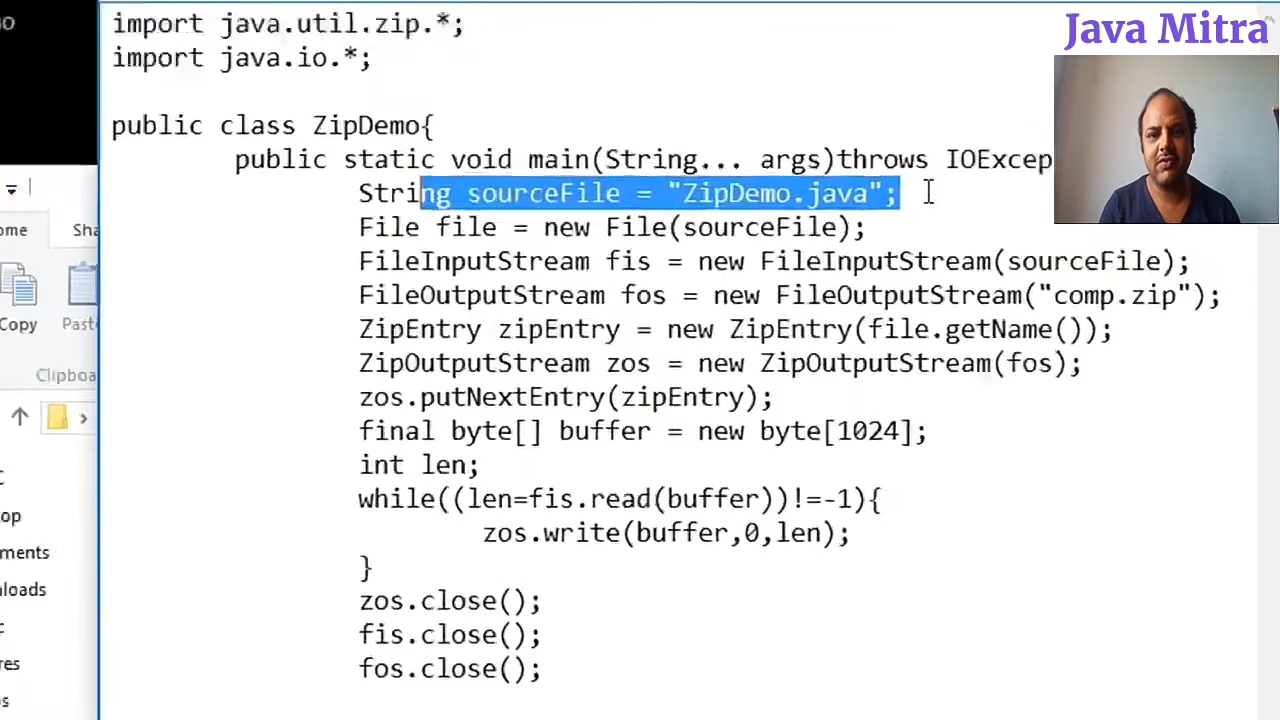 import java.util.zip.*;
import java.io.*;
Java Mitra
public class ZipDemo{
public static void main(String... args)throws IOExcep
String sourceFile = "ZipDemo.java";
File file = new File(sourceFile);
FileInputStream fis = new FileInputStream(sourceFile);
FileOutputStream fos = new FileOutputStream("comp.zip");
ZipEntry zipEntry = new ZipEntry(file.getName());
ZipOutputStream zos = new ZipOutputStream(fos);
zos.putNextEntry(zipEntry);
final byte[] buffer = new byte[1024];
int len;
while((len=fis.read(buffer))!=-1){
zos.write(buffer,0,len);
}
zos.close();
fis.close();
fos.close();
ome
Sha
Copy
Past
Clipboa
top
ments
nloads
res